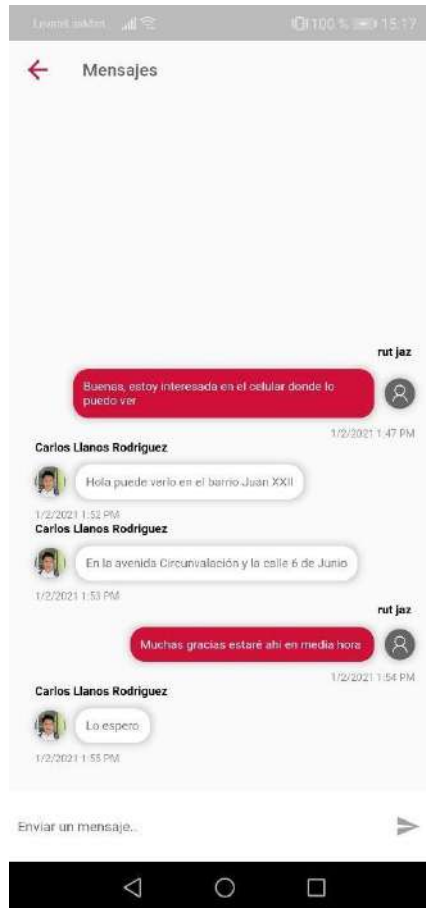 100 % 15:17
Mensajes
rut jaz
Buenas, estoy interesada en el celular donde lo
puedo ver
1/2/2021 1:47 PM
Carlos Llanos Rodriguez
Hola puede verlo en el barrio Juan XXII
1/2/2021 1:52 PM
Carlos Llanos Rodriguez
En la avenida Circunvalación y la calle 6 de Junio
1/2/2021 1:53 PM
rut jaz
Muchas gracias estaré ahi en media hora
1/2/2021 1:54 PM
Carlos Llanos Rodriguez
Lo espero
1/2/2021 1:55 PM
Enviar un mensaje..